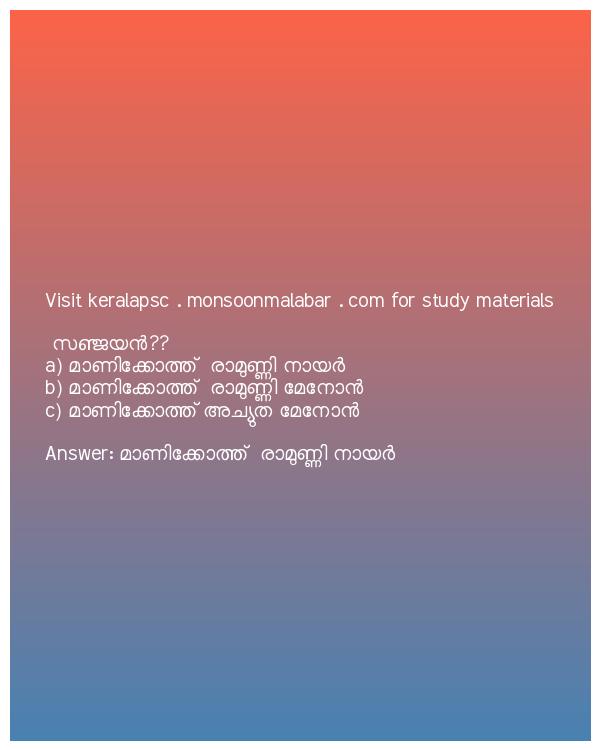 Visit keralapsc . monsoonmalabar . com for study materials
സഞ്ജയൻ??
a) മാണിക്കോത്ത് രാമുണ്ണി നായർ
b) മാണിക്കോത്ത് രാമുണ്ണി മേനോൻ
c) മാണിക്കോത്ത് അച്യുത മേനോൻ
Answer: മാണിക്കോത്ത് രാമുണ്ണി നായർ